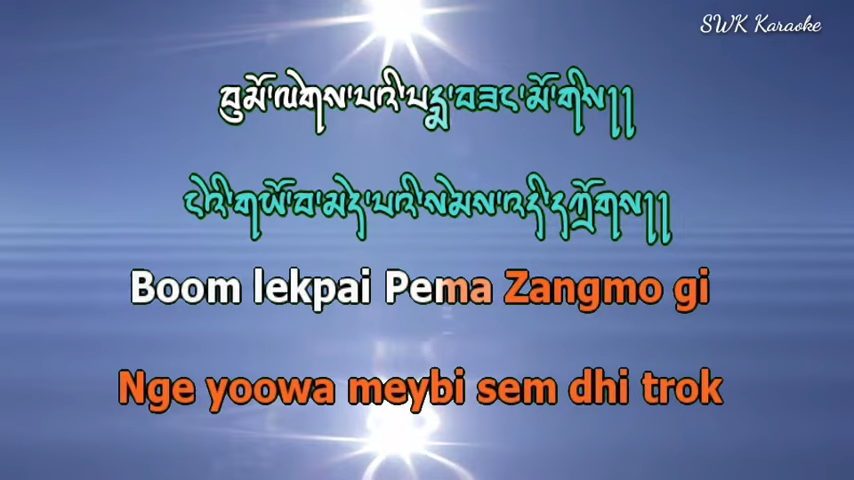 SWK Karaoke
བུམོ་ལེགས་པའི་པདྨ་བཟང་མོ་གིས།།
ངའི་གཡོ་བ་མེད་པའི་སེམས་འདི་དཀྲོགས།།
Boom lekpai Pema Zangmo gi
Nge yoowa meybi sem dhi trok